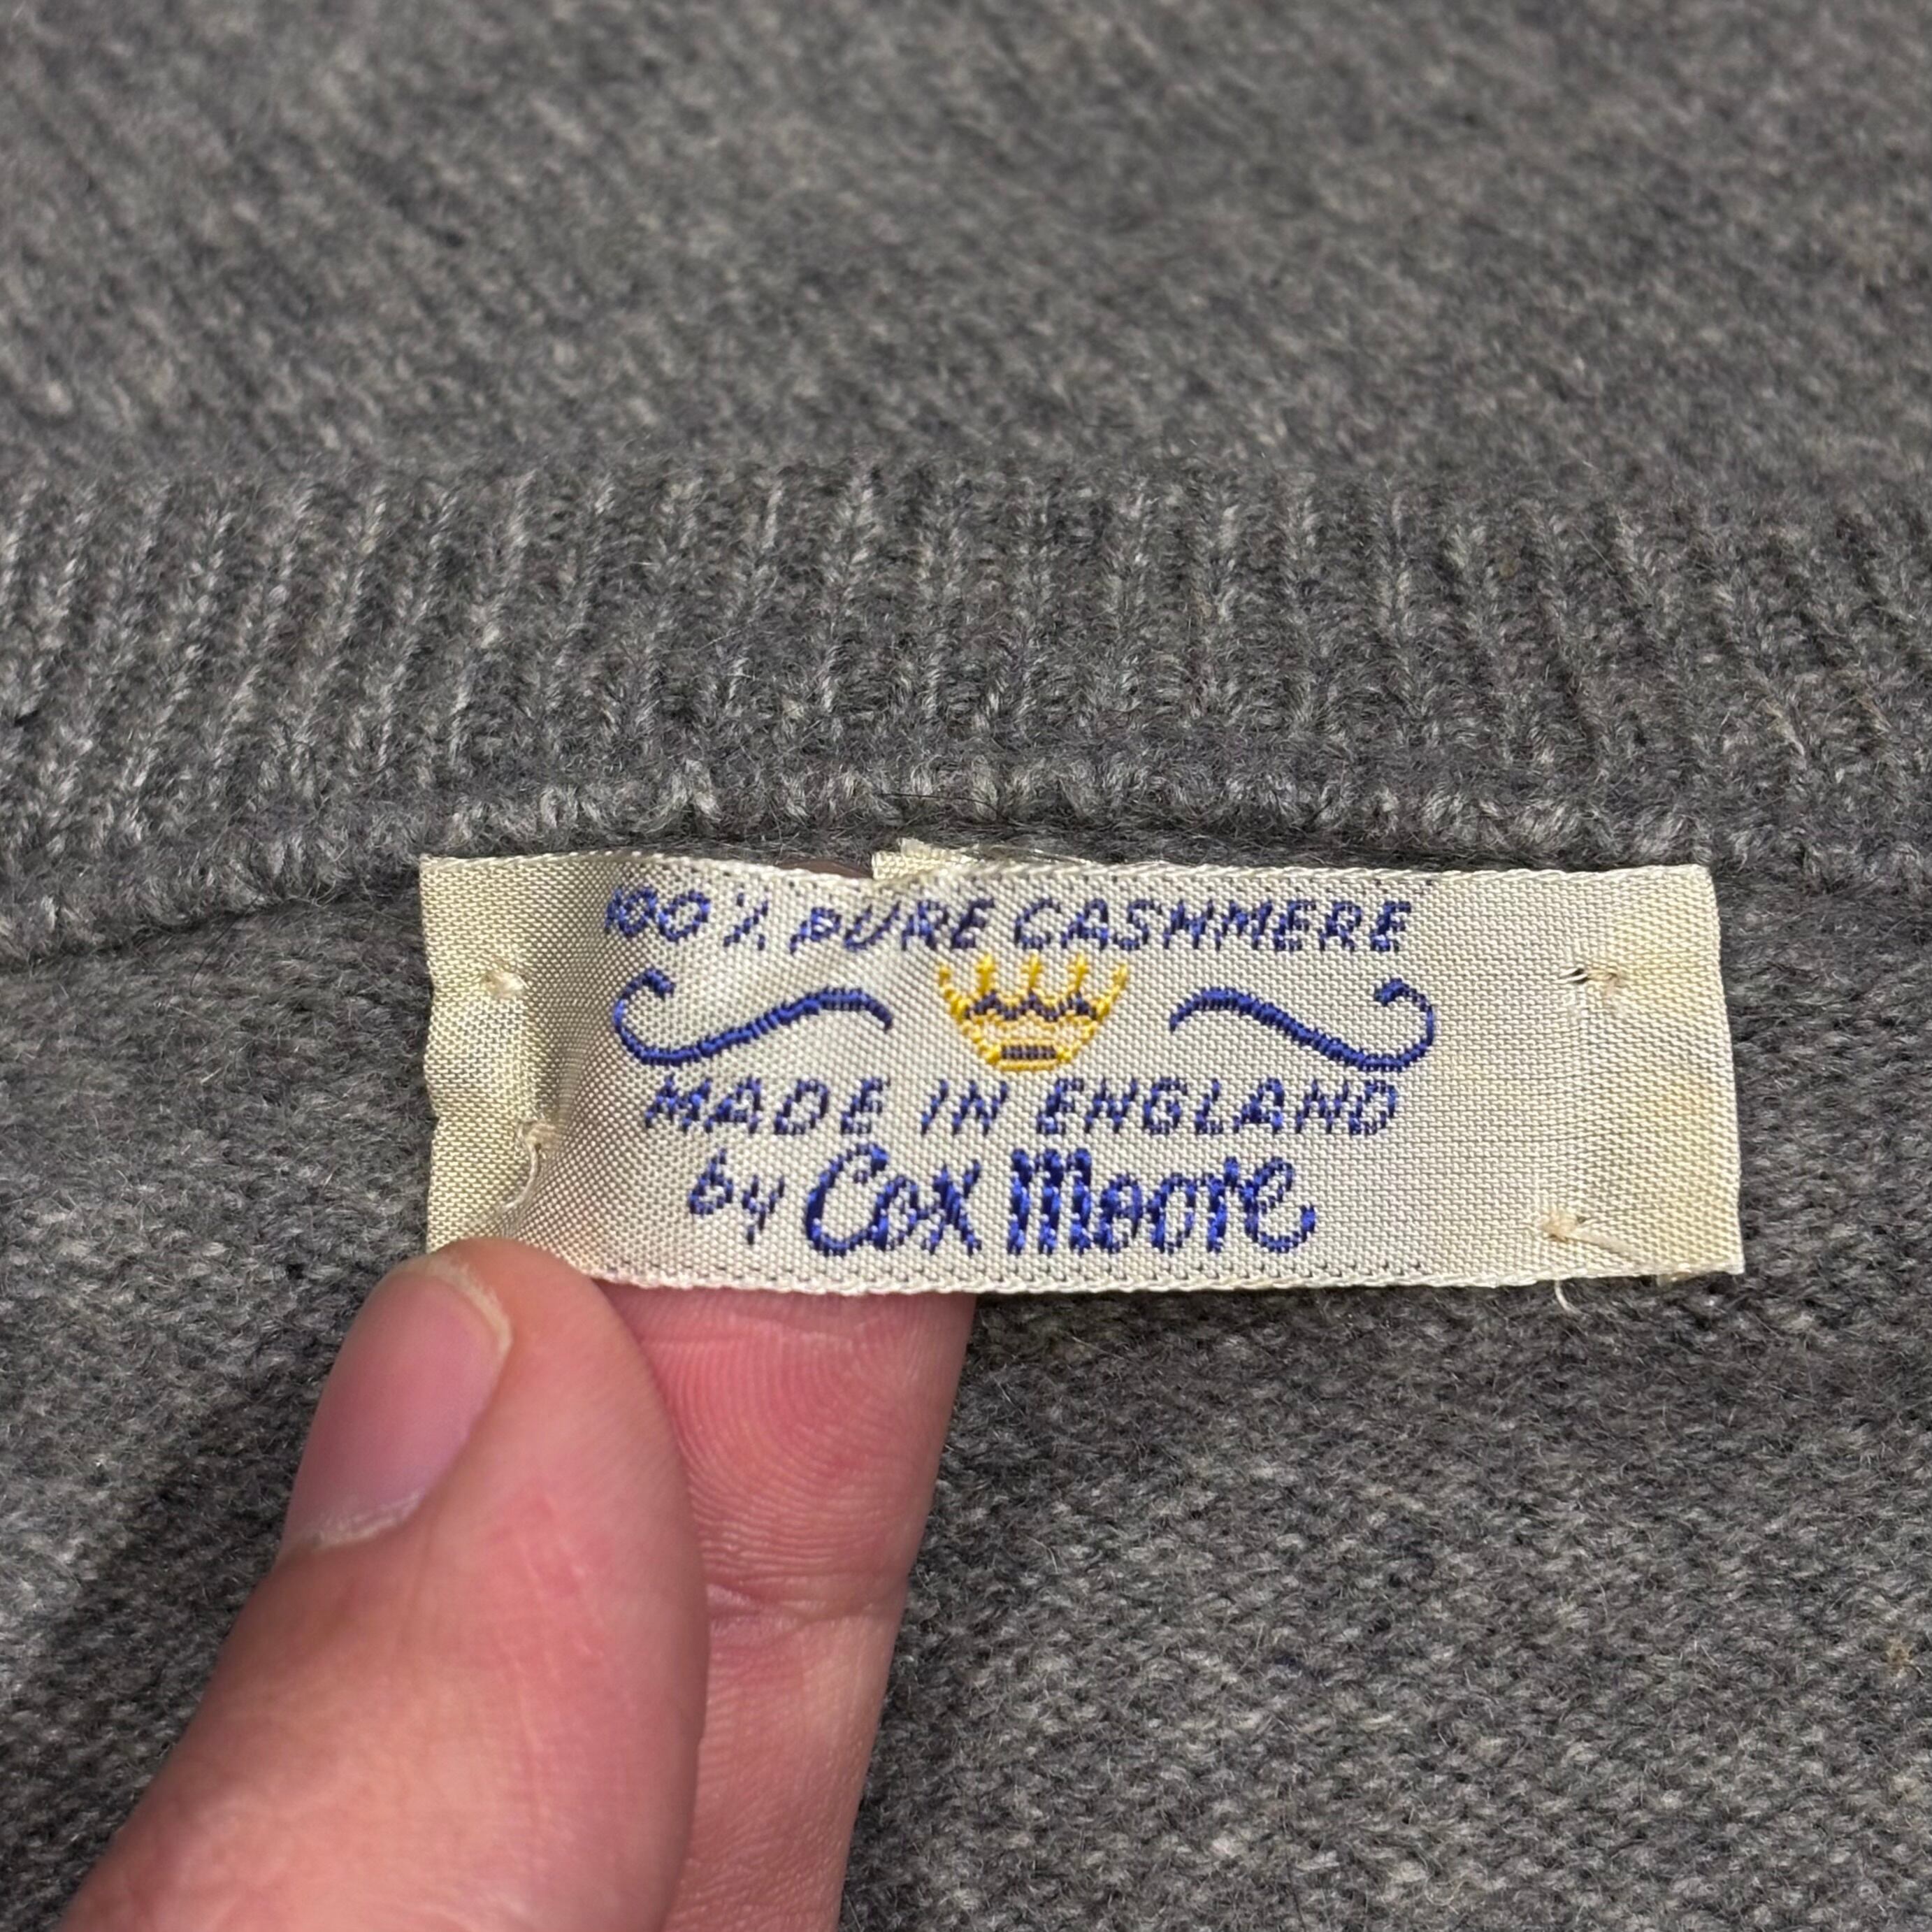 100% PURE CASHMERE
MADE IN ENGLAND
by Cox Moore